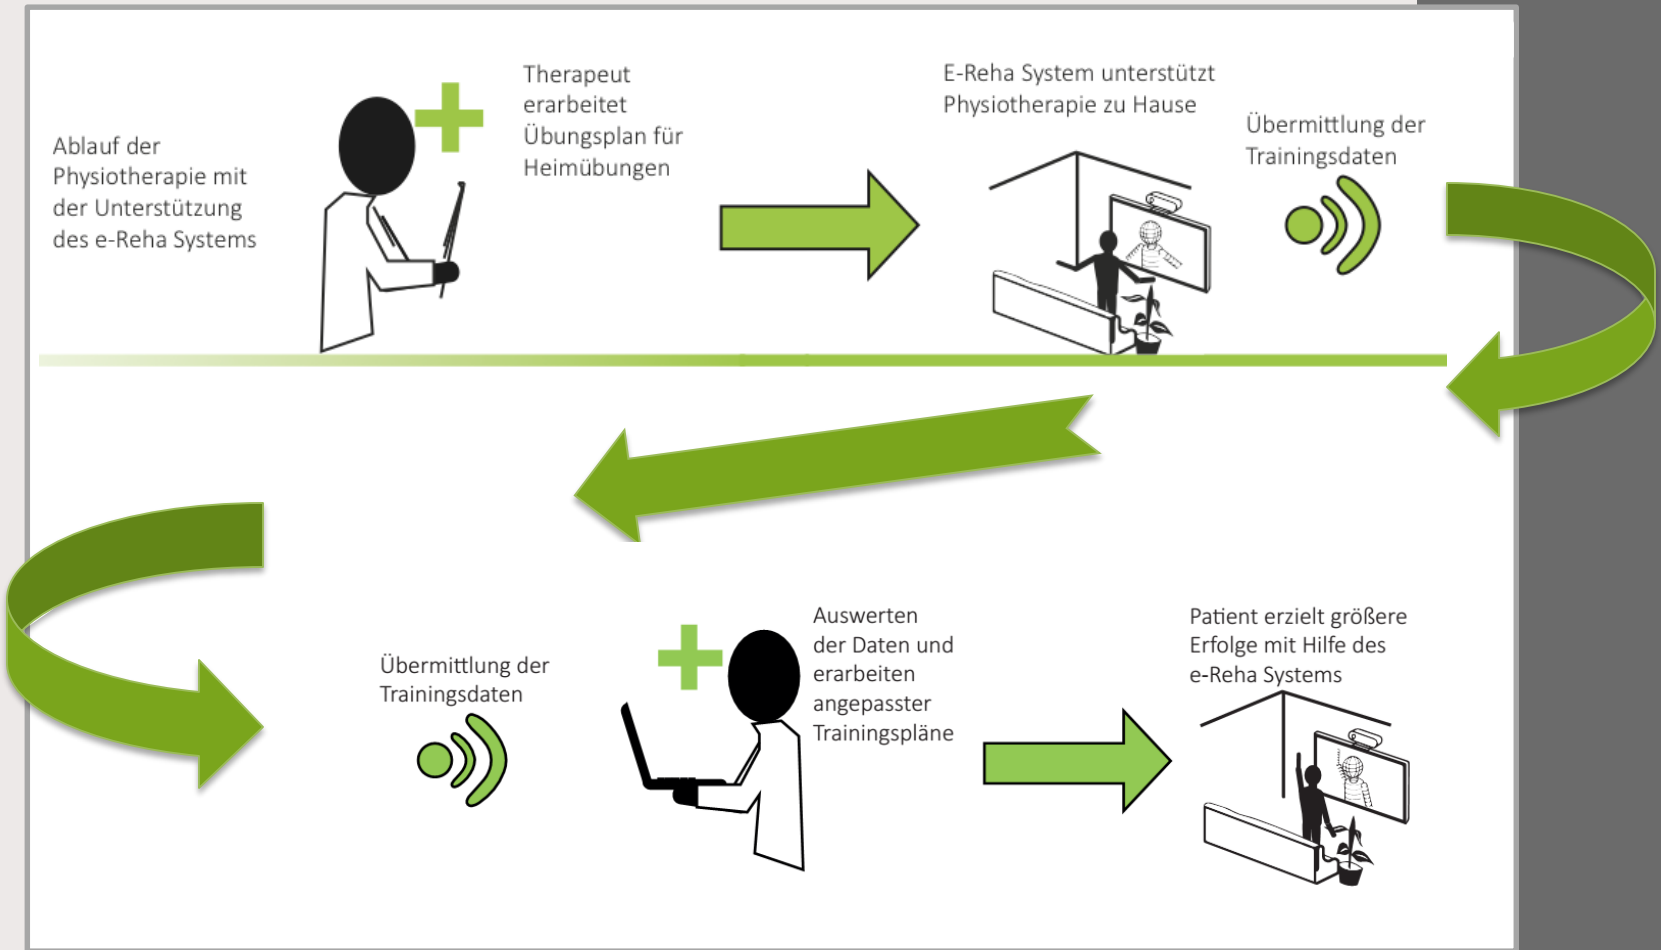 Ablauf der
Physiotherapie mit
der Unterstützung
des e-Reha Systems
Therapeut
erarbeitet
Übungsplan für
Heimübungen
E-Reha System unterstützt
Physiotherapie zu Hause
Übermittlung der
Trainingsdaten
Übermittlung der
Trainingsdaten
Auswerten
der Daten und
erarbeiten
angepasster
Trainingspläne
Patient erzielt größere
Erfolge mit Hilfe des
e-Reha Systems